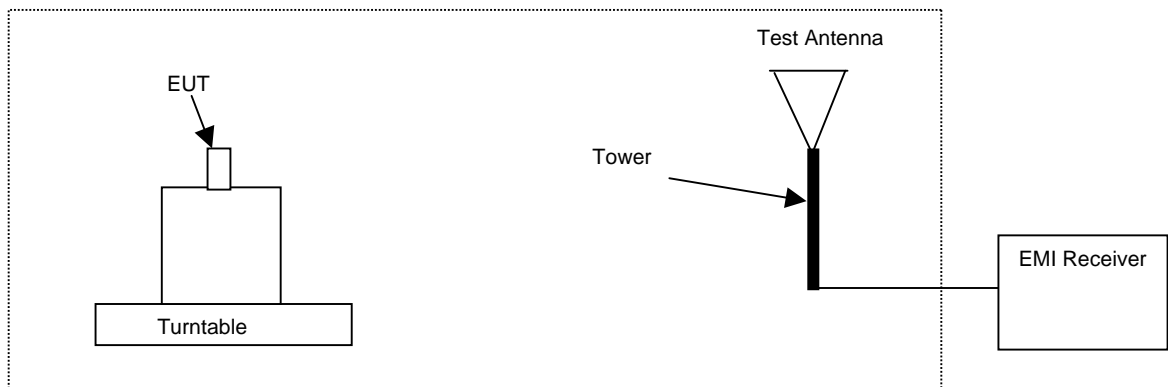 Test Antenna
EUT
Tower
EMI Receiver
Turntable